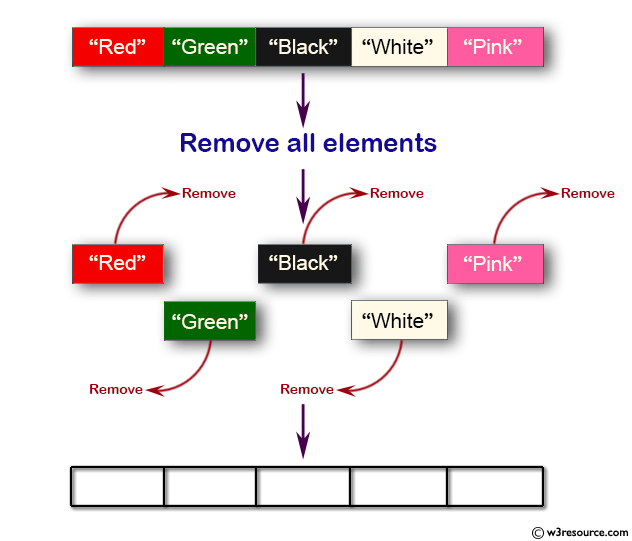 “Red” “Green” “Black” “White” “Pink”
Remove all elements
Remove Remove Remove
“Red” “Black” “Pink”
“Green” “White”
Remove Remove
© w3resource.com